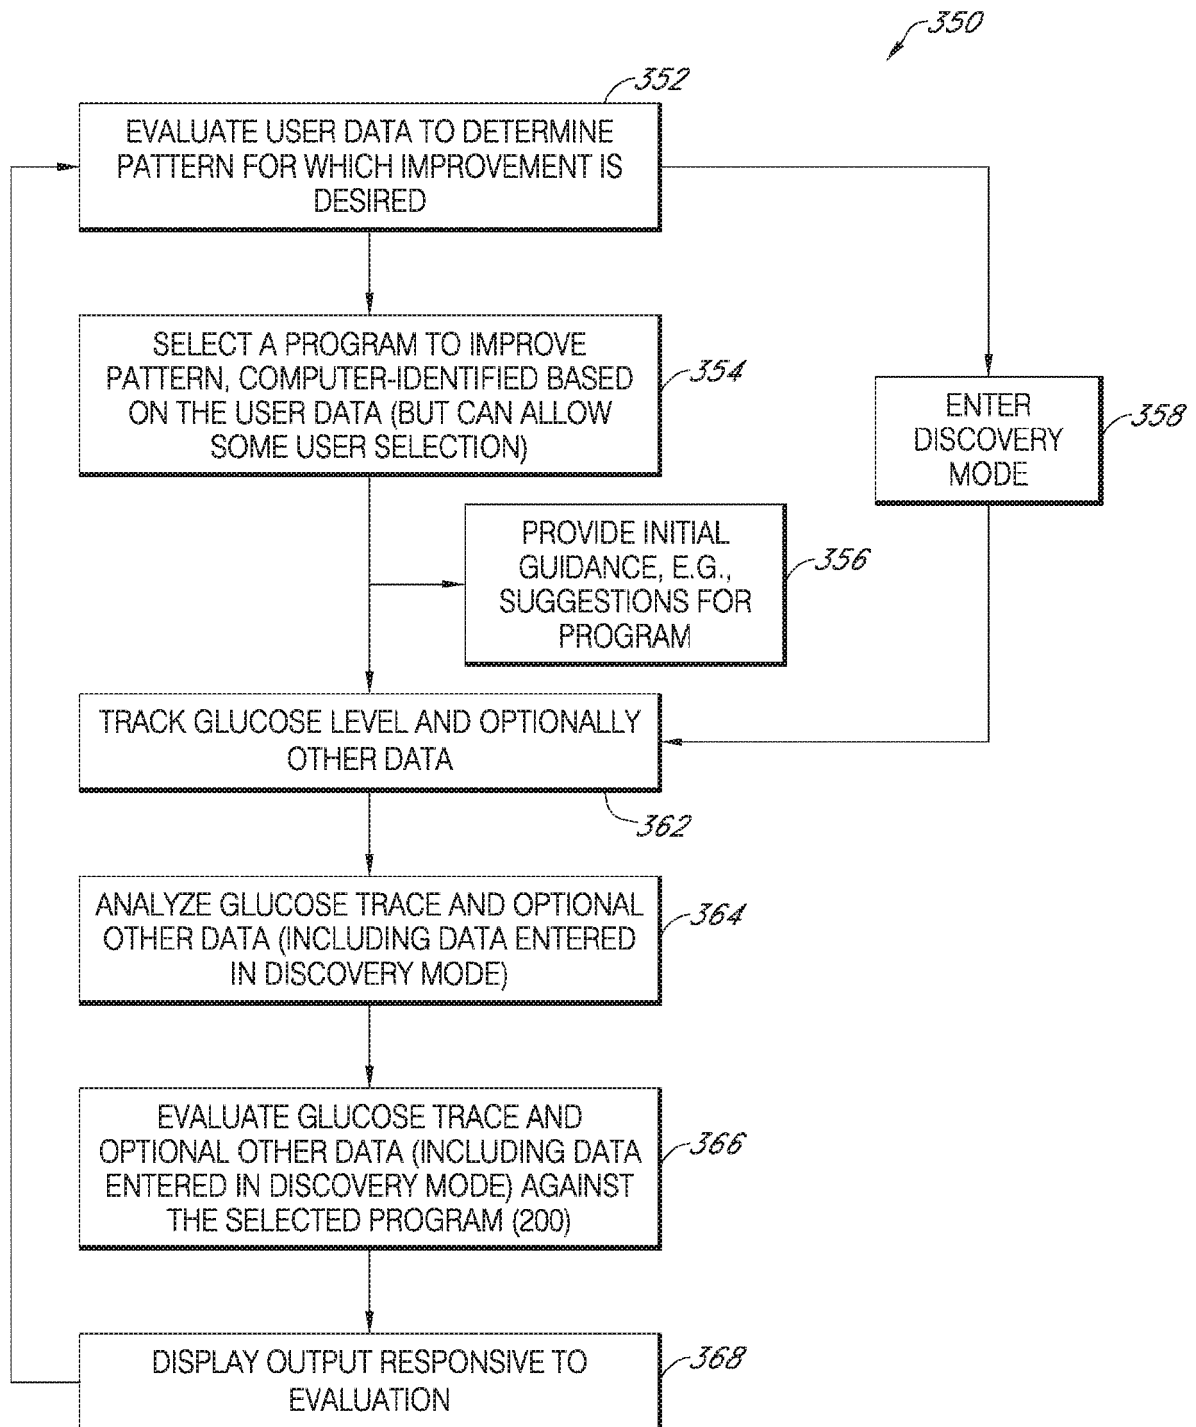 350
352
EVALUATE USER DATA TO DETERMINE
PATTERN FOR WHICH IMPROVEMENT IS
DESIRED
SELECT A PROGRAM TO IMPROVE
PATTERN, COMPUTER-IDENTIFIED BASED
ON THE USER DATA (BUT CAN ALLOW
SOME USER SELECTION)
354
ENTER
DISCOVERY
MODE
358
PROVIDE INITIAL
GUIDANCE, E.G.,
SUGGESTIONS FOR
PROGRAM
356
TRACK GLUCOSE LEVEL AND OPTIONALLY
OTHER DATA
362
ANALYZE GLUCOSE TRACE AND OPTIONAL
OTHER DATA (INCLUDING DATA ENTERED
IN DISCOVERY MODE)
364
EVALUATE GLUCOSE TRACE AND
OPTIONAL OTHER DATA (INCLUDING DATA
ENTERED IN DISCOVERY MODE) AGAINST
THE SELECTED PROGRAM (200)
366
DISPLAY OUTPUT RESPONSIVE TO
EVALUATION
368